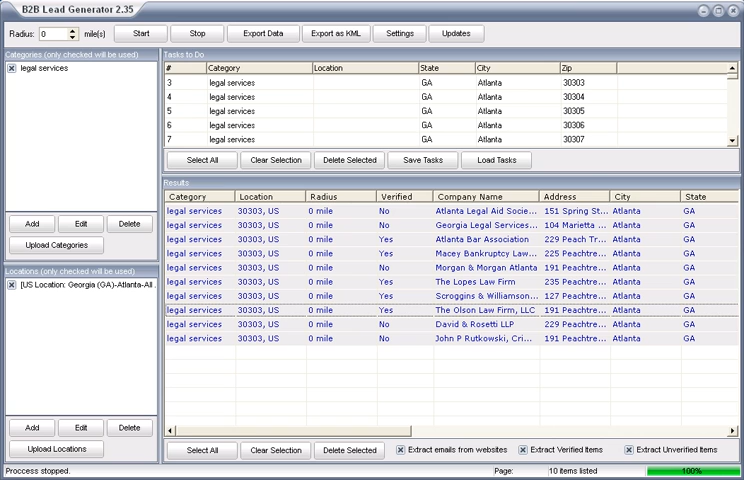 B2B Lead Generator 2.35
Radius: 0 mile(s) Start Stop Export Data Export as KML Settings Updates
Categories (only checked will be used)
legal services
Add Edit Delete
Upload Categories
Locations (only checked will be used)
[US Location: Georgia (GA)-Atlanta-All .
Add Edit Delete
Upload Locations
Tasks to Do
# Category Location State City Zip
3 legal services GA Atlanta 30303
4 legal services GA Atlanta 30304
5 legal services GA Atlanta 30305
6 legal services GA Atlanta 30306
7 legal services GA Atlanta 30307
Select All Clear Selection Delete Selected Save Tasks Load Tasks
Results
Category Location Radius Verified Company Name Address City State
legal services 30303, US 0 mile No Atlanta Legal Aid Socie... 151 Spring St... Atlanta GA
legal services 30303, US 0 mile No Georgia Legal Services... 104 Marietta ... Atlanta GA
legal services 30303, US 0 mile Yes Atlanta Bar Association 229 Peach Tr... Atlanta GA
legal services 30303, US 0 mile Yes Macey Bankruptcy Law... 225 Peachtre... Atlanta GA
legal services 30303, US 0 mile No Morgan & Morgan Atlanta 191 Peachtre... Atlanta GA
legal services 30303, US 0 mile Yes The Lopes Law Firm 235 Peachtre... Atlanta GA
legal services 30303, US 0 mile Yes Scroggins & Williamson... 127 Peachtre... Atlanta GA
legal services 30303, US 0 mile Yes The Olson Law Firm, LLC 191 Peachtre... Atlanta GA
legal services 30303, US 0 mile No David & Rosetti LLP 229 Peachtre... Atlanta GA
legal services 30303, US 0 mile No John P Rutkowski, Cri... 191 Peachtre... Atlanta GA
Select All Clear Selection Delete Selected Extract emails from websites Extract Verified Items Extract Unverified Items
Proccess stopped. Page: 10 items listed 100%